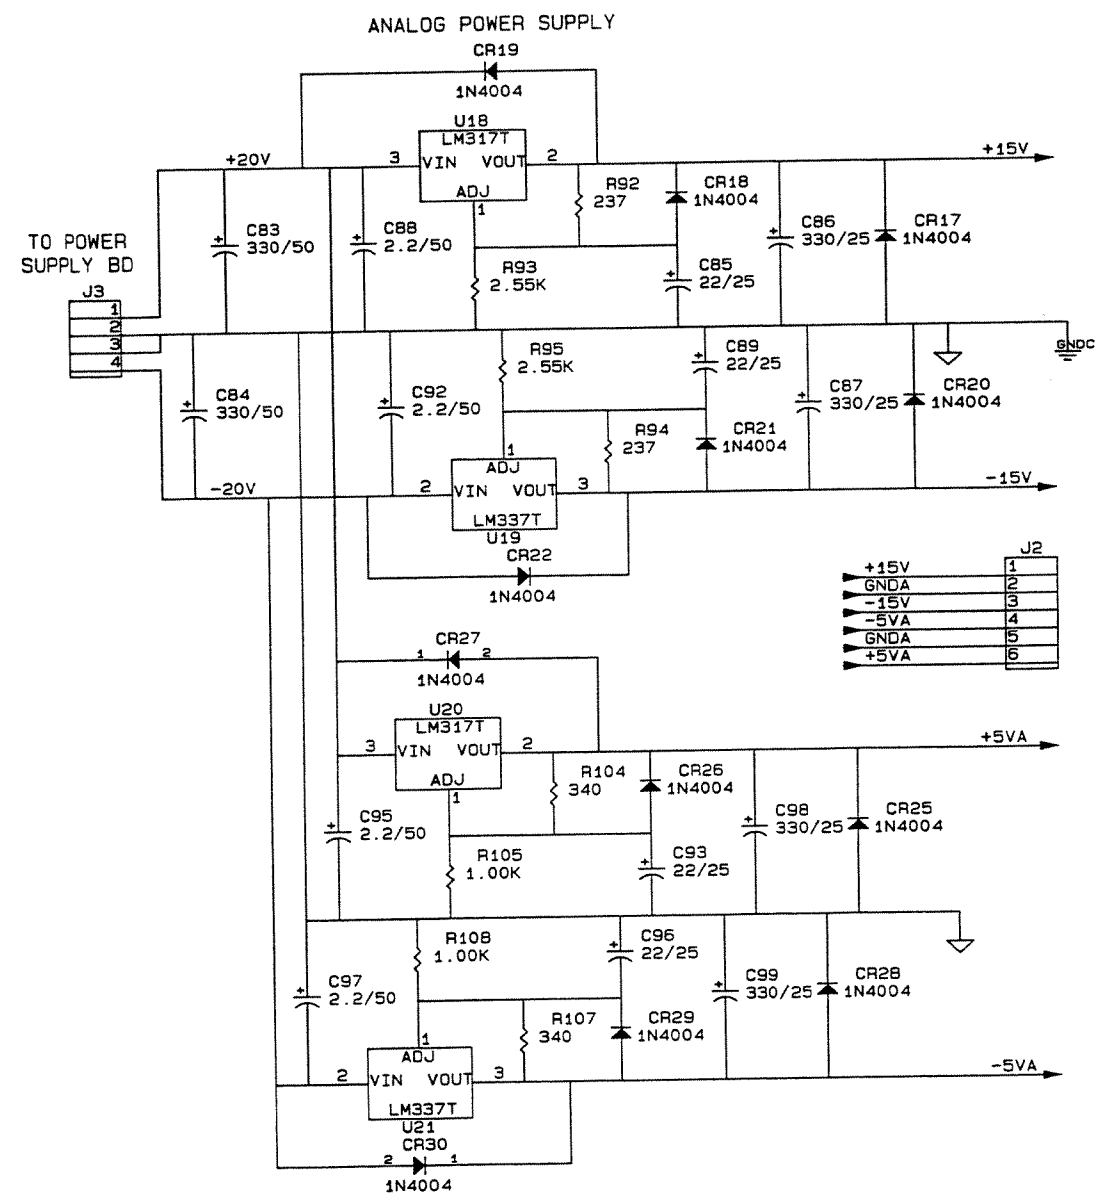 ANALOG POWER SUPPLY
CR19
1N4004
U18
LM317T
+20V
3
VIN
VOUT
2
+15V
ADJ
1
R92
237
CR18
1N4004
C83
330/50
C88
2.2/50
C86
330/25
CR17
1N4004
TO POWER
SUPPLY BD
R93
2.55K
C85
22/25
J3
1
2
3
4
GNDC
R95
2.55K
C89
22/25
C84
330/50
C92
2.2/50
C87
330/25
CR20
1N4004
R94
237
CR21
1N4004
1
ADJ
-20V
2
VIN
VOUT
3
-15V
LM337T
U19
CR22
1N4004
J2
+15V
1
GNDA
2
-15V
3
-5VA
4
GNDA
5
+5VA
6
CR27
1
2
1N4004
U20
LM317T
3
VIN
VOUT
2
+5VA
ADJ
1
R104
340
CR26
1N4004
C95
2.2/50
C98
330/25
CR25
1N4004
R105
1.00K
C93
22/25
R108
1.00K
C96
22/25
C97
2.2/50
C99
330/25
CR28
1N4004
R107
340
CR29
1N4004
1
ADJ
2
VIN
VOUT
3
-5VA
LM337T
U21
CR30
2
1
1N4004